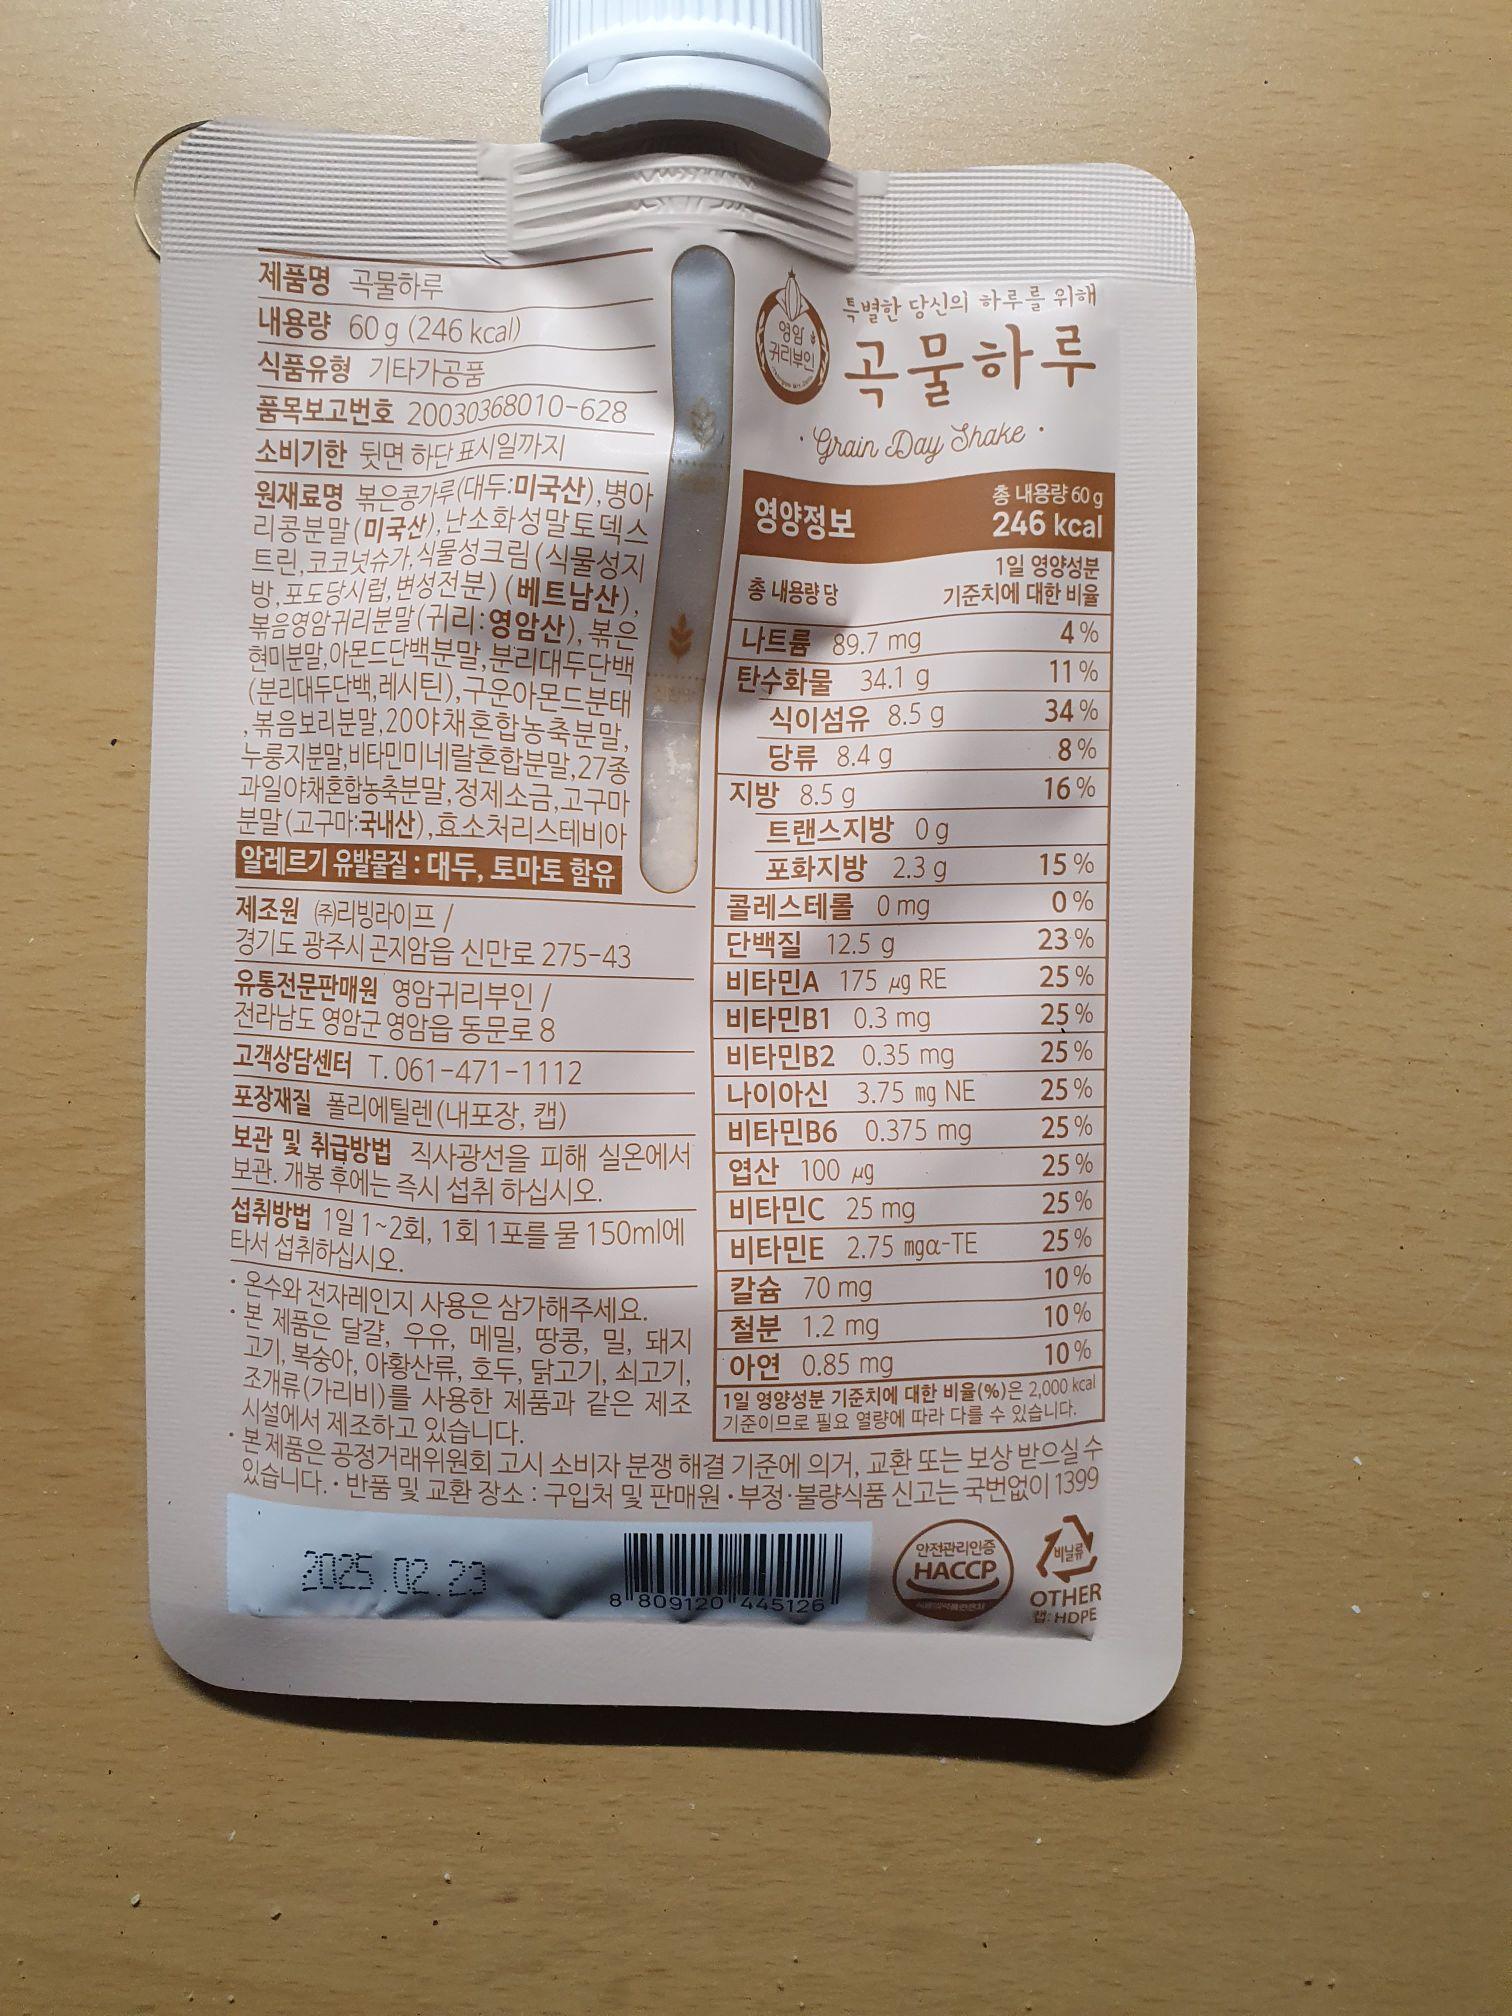 제품명 곡물하루
내용량 60 g (246 kcal)
식품유형 기타가공품
품목보고번호 20030368010-628
소비기한 뒷면 하단 표시일까지
원재료명 볶은콩가루(대두:미국산),병아
리콩분말(미국산),난소화성말토덱스
트린,코코넛슈가,식물성크림(식물성지
방,포도당시럽,변성전분)(베트남산),
볶음영암귀리분말(귀리:영암산),볶은
현미분말,아몬드단백분말,분리대두단백
(분리대두단백,레시틴),구운아몬드분태
,볶음보리분말,20야채혼합농축분말,
누룽지분말,비타민미네랄혼합분말,27종
과일야채혼합농축분말,정제소금,고구마
분말(고구마:국내산),효소처리스테비아
알레르기 유발물질 : 대두, 토마토 함유
제조원 ㈜리빙라이프 /
경기도 광주시 곤지암읍 신만로 275-43
유통전문판매원 영암귀리부인 /
전라남도 영암군 영암읍 동문로 8
고객상담센터 T. 061-471-1112
포장재질 폴리에틸렌(내포장, 캡)
보관 및 취급방법 직사광선을 피해 실온에서
보관. 개봉 후에는 즉시 섭취 하십시오.
섭취방법 1일 1~2회, 1회 1포를 물 150ml에
타서 섭취하십시오.
· 온수와 전자레인지 사용은 삼가해주세요.
· 본 제품은 달걀, 우유, 메밀, 땅콩, 밀, 돼지
고기, 복숭아, 아황산류, 호두, 닭고기, 쇠고기,
조개류(가리비)를 사용한 제품과 같은 제조
시설에서 제조하고 있습니다.
· 본 제품은 공정거래위원회 고시 소비자 분쟁 해결 기준에 의거, 교환 또는 보상 받으실 수
있습니다. · 반품 및 교환 장소 : 구입처 및 판매원 · 부정·불량식품 신고는 국번없이 1399
영암
귀리부인
특별한 당신의 하루를 위해
곡물하루
· Grain Day Shake ·
영양정보
총 내용량 60 g
246 kcal
총 내용량 당
1일 영양성분
기준치에 대한 비율
나트륨 89.7 mg 4 %
탄수화물 34.1 g 11 %
식이섬유 8.5 g 34 %
당류 8.4 g 8 %
지방 8.5 g 16 %
트랜스지방 0 g
포화지방 2.3 g 15 %
콜레스테롤 0 mg 0 %
단백질 12.5 g 23 %
비타민A 175 μg RE 25 %
비타민B1 0.3 mg 25 %
비타민B2 0.35 mg 25 %
나이아신 3.75 mg NE 25 %
비타민B6 0.375 mg 25 %
엽산 100 μg 25 %
비타민C 25 mg 25 %
비타민E 2.75 mgα-TE 25 %
칼슘 70 mg 10 %
철분 1.2 mg 10 %
아연 0.85 mg 10 %
1일 영양성분 기준치에 대한 비율(%)은 2,000 kcal
기준이므로 필요 열량에 따라 다를 수 있습니다.
2025.02.23
8 809120 445126
안전관리인증
HACCP
비닐류
OTHER
캡: HDPE